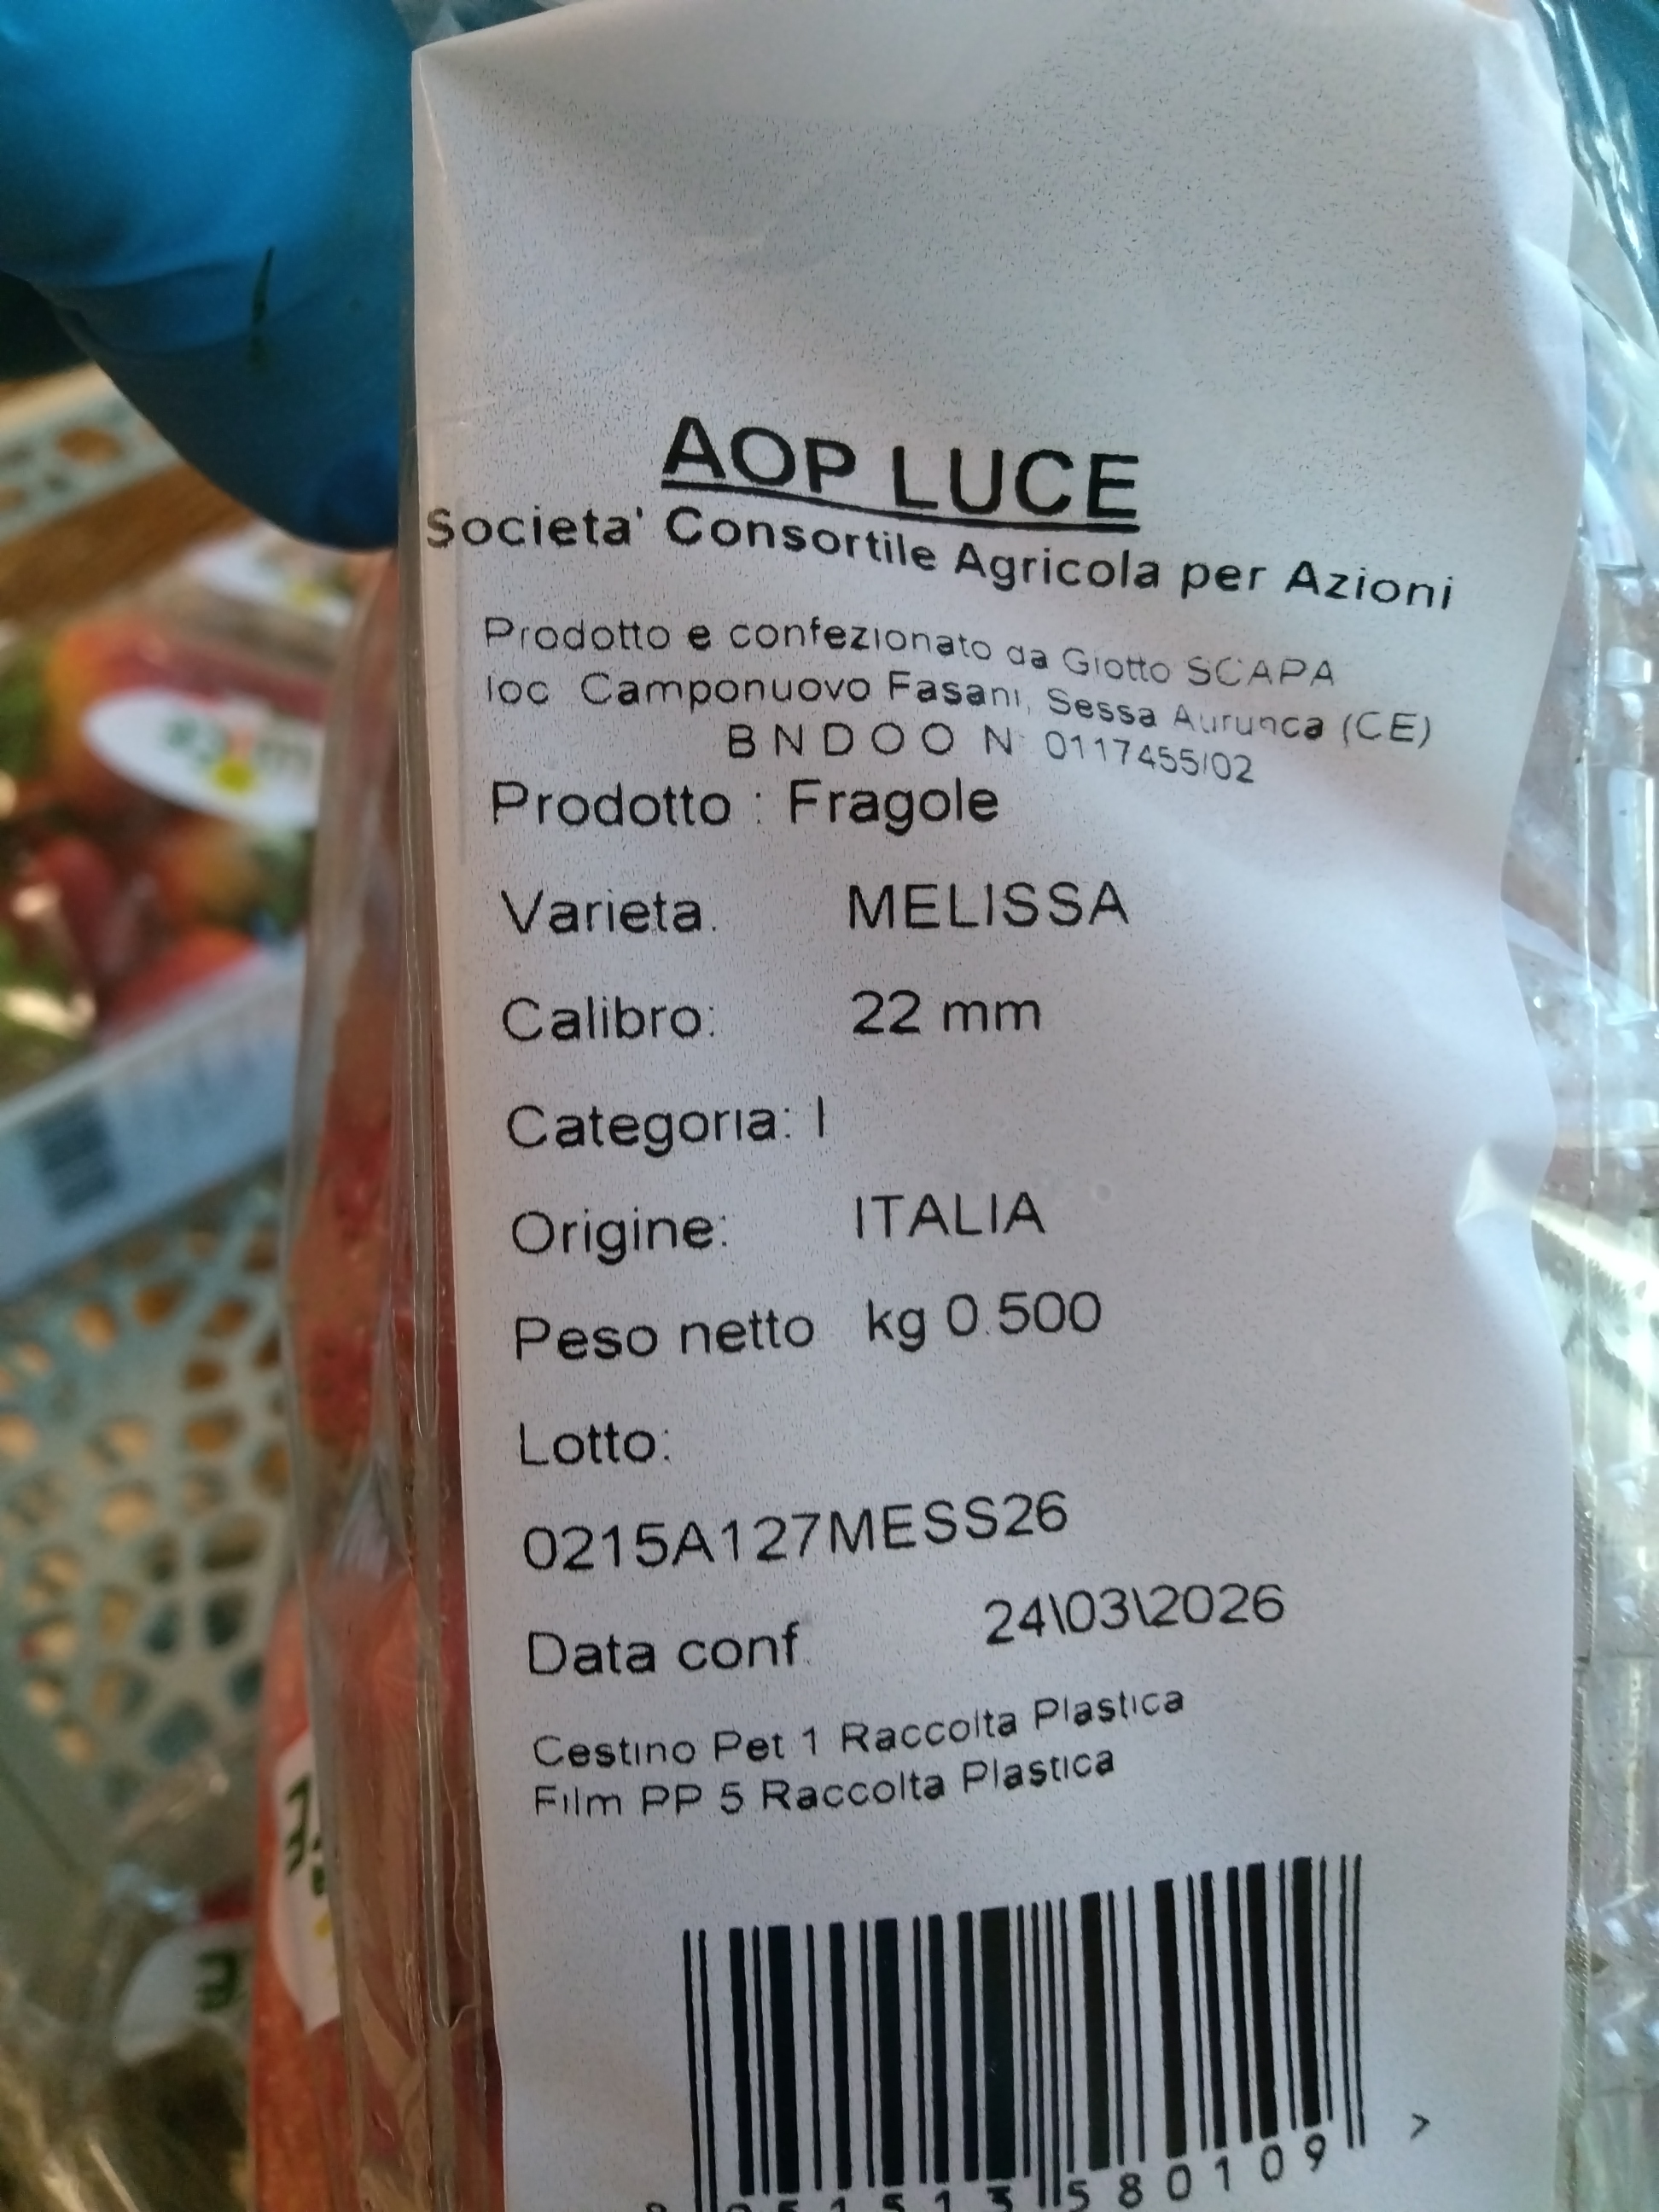 AOP LUCE
Societa' Consortile Agricola per Azioni
Prodotto e confezionato da Giotto SCAPA
loc Camponuovo Fasani, Sessa Aurunca (CE)
B N D O O N° 0117455/02
Prodotto : Fragole
Varieta. MELISSA
Calibro: 22 mm
Categoria: I
Origine: ITALIA
Peso netto kg 0.500
Lotto:
0215A127MESS26
Data conf. 24\03\2026
Cestino Pet 1 Raccolta Plastica
Film PP 5 Raccolta Plastica
580109 >